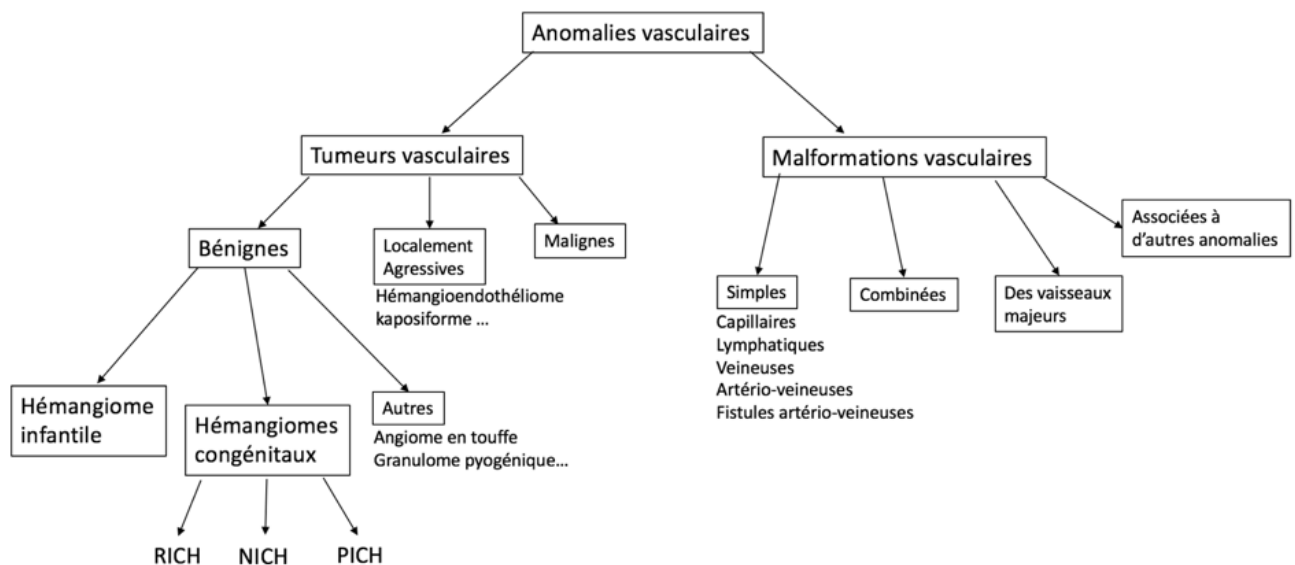 Anomalies vasculaires
Tumeurs vasculaires
Malformations vasculaires
Bénignes
Localement
Agressives
Hémangioendothéliome
kaposiforme ...
Malignes
Simples
Capillaires
Lymphatiques
Veineuses
Artério-veineuses
Fistules artério-veineuses
Combinées
Des vaisseaux
majeurs
Associées à
d'autres anomalies
Hémangiome
infantile
Hémangiomes
congénitaux
Autres
Angiome en touffe
Granulome pyogénique...
RICH
NICH
PICH